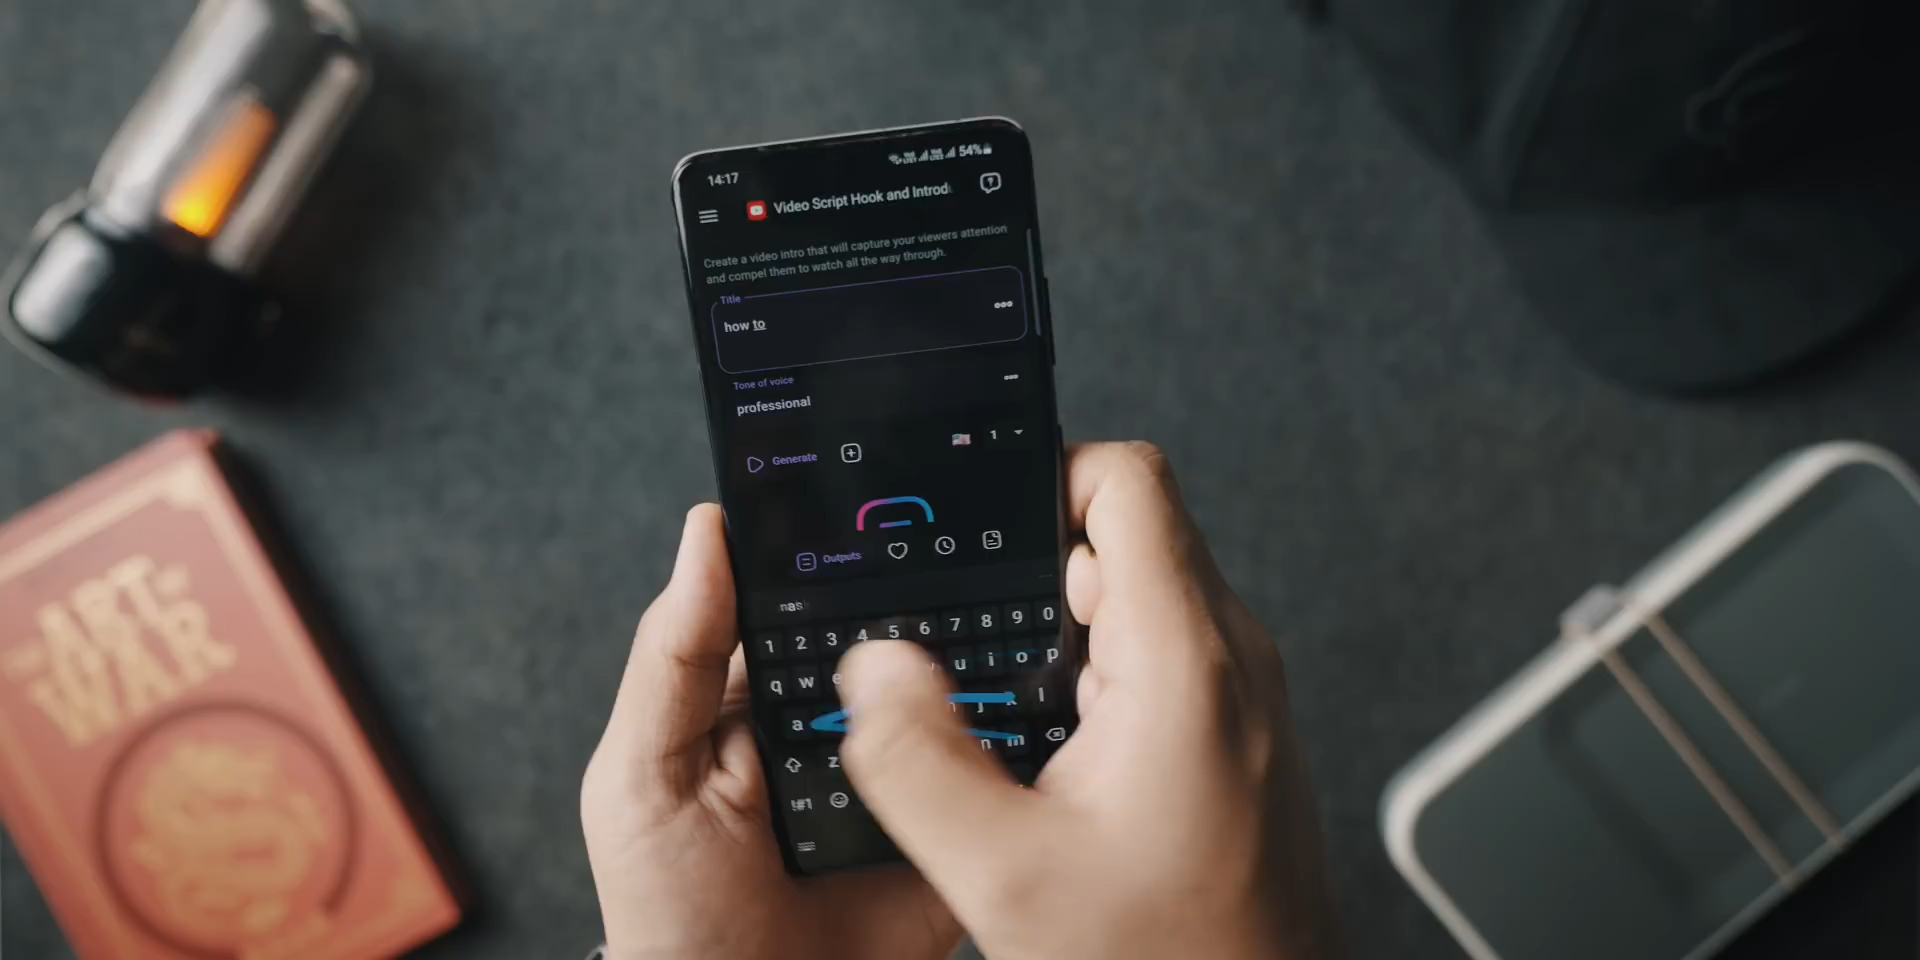 14:17
54%
Video Script Hook and Introd
Create a video intro that will capture your viewers attention
and compel them to watch all the way through.
Title
how to
Tone of voice
professional
Generate
1
Outputs
nas
1 2 3 4 5 6 7 8 9 0
q w e u i o p
a j k l
z n m
!#1
ART OF
WAR